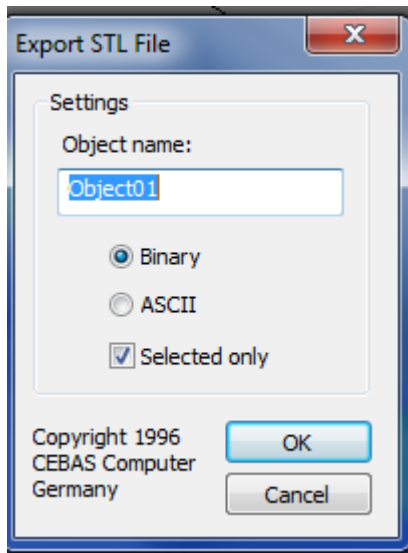 Export STL File
Settings
Object name:
Object01
Binary
ASCII
Selected only
Copyright 1996
CEBAS Computer
Germany
OK
Cancel